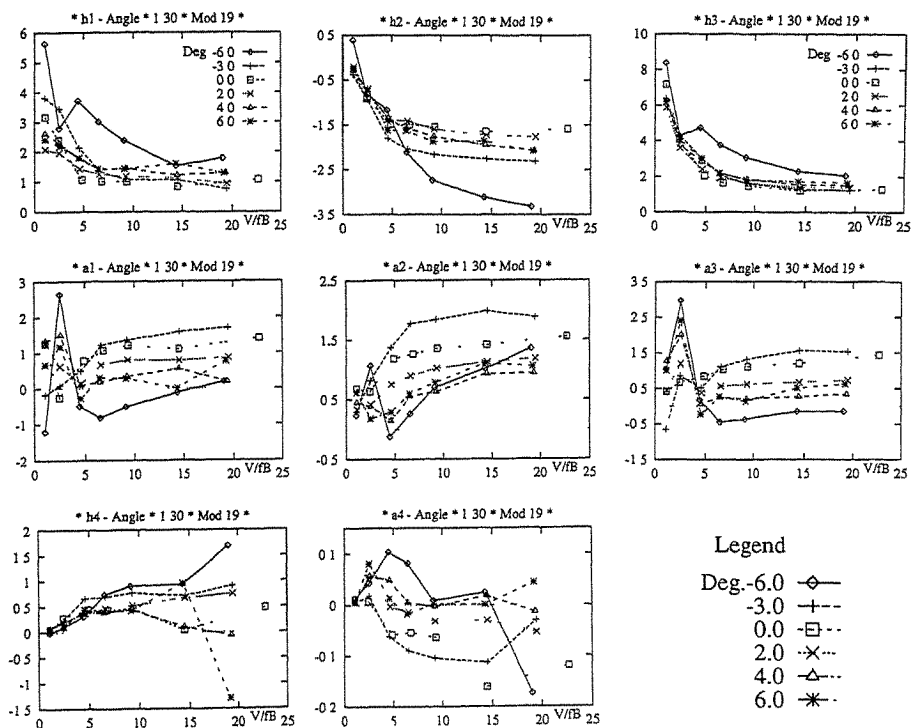 * h1 - Angle * 1 30 * Mod 19 *
6
5
4
3
2
1
0
0 5 10 15 20 25
V/fB
Deg -6 0
-3 0
0 0
2 0
4 0
6 0
* h2 - Angle * 1 30 * Mod 19 *
0 5
-0 5
-1 5
-2 5
-3 5
0 5 10 15 20 25
V/fB
* h3 - Angle * 1 30 * Mod 19 *
10
8
6
4
2
0
0 5 10 15 20 25
V/fB
Deg -6 0
-3 0
0 0
2 0
4 0
6 0
* a1 - Angle * 1 30 * Mod 19 *
3
2
1
0
-1
-2
0 5 10 15 20 25
V/fB
* a2 - Angle * 1 30 * Mod 19 *
2.5
1.5
0.5
-0 5
0 5 10 15 20 25
V/fB
* a3 - Angle * 1 30 * Mod 19 *
3 5
2.5
1.5
0.5
-0 5
-1 5
0 5 10 15 20 25
V/fB
* h4 - Angle * 1 30 * Mod 19 *
2
1 5
1
0.5
0
-0 5
-1
-1.5
0 5 10 15 20 25
V/fB
* a4 - Angle * 1 30 * Mod 19 *
0 1
0
-0 1
-0 2
0 5 10 15 20 25
V/fB
Legend
Deg.-6.0
-3.0
0.0
2.0
4.0
6.0